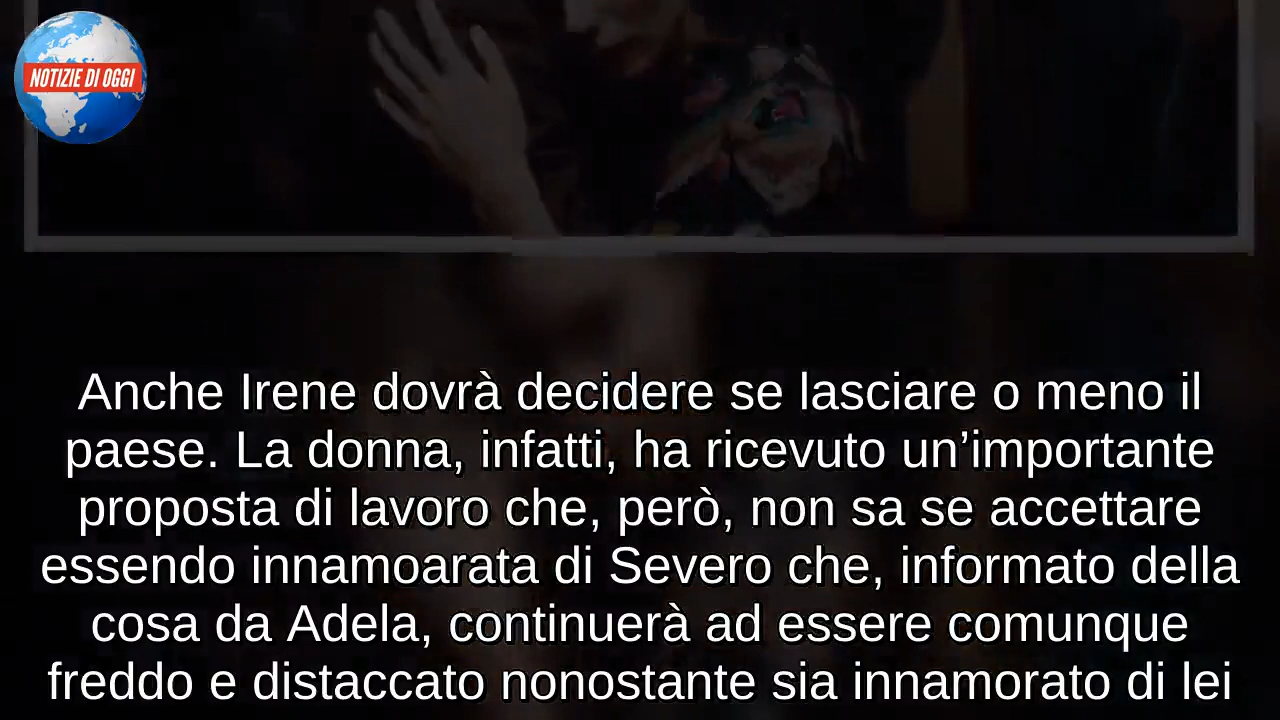 NOTIZIE DI OGGI
Anche Irene dovrà decidere se lasciare o meno il
paese. La donna, infatti, ha ricevuto un’importante
proposta di lavoro che, però, non sa se accettare
essendo innamoarata di Severo che, informato della
cosa da Adela, continuerà ad essere comunque
freddo e distaccato nonostante sia innamorato di lei